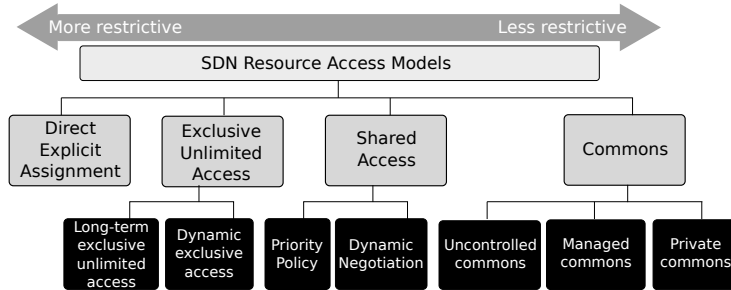 More restrictive
Less restrictive
SDN Resource Access Models
Direct
Explicit
Assignment
Exclusive
Unlimited
Access
Shared
Access
Commons
Long-term
exclusive
unlimited
access
Dynamic
exclusive
access
Priority
Policy
Dynamic
Negotiation
Uncontrolled
commons
Managed
commons
Private
commons